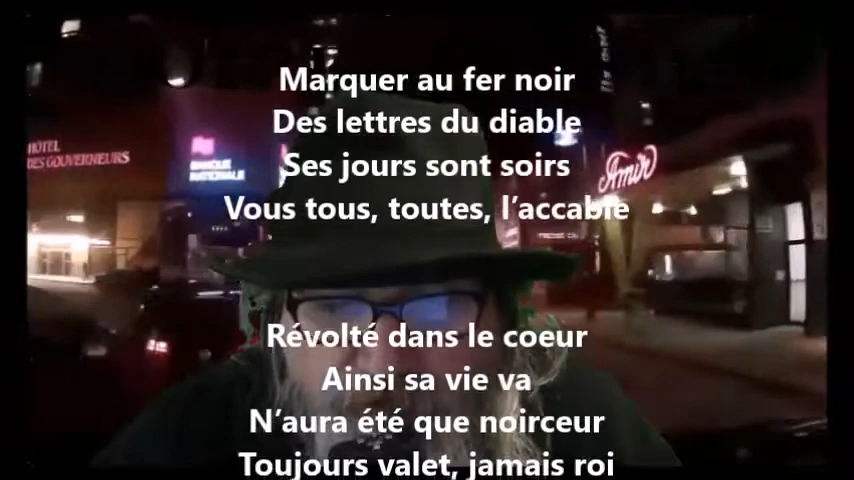 HÔTEL
DES GOUVERNEURS
BANQUE
NATIONALE
Amir
Marquer au fer noir
Des lettres du diable
Ses jours sont soirs
Vous tous, toutes, l’accable
Révolté dans le coeur
Ainsi sa vie va
N’aura été que noirceur
Toujours valet, jamais roi